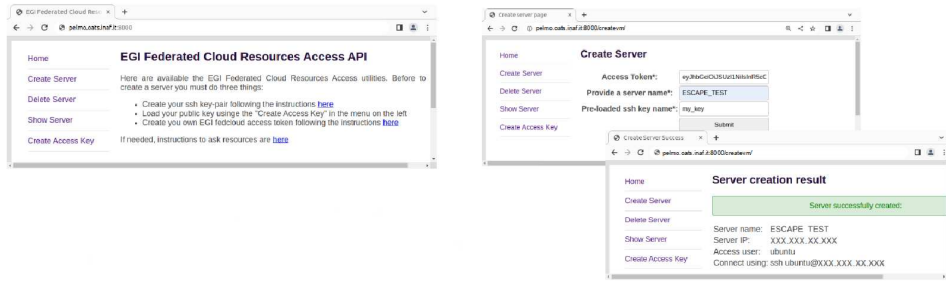 EGI Federated Cloud Reso
pelmo.oats.inaf.it:8000
Home
Create Server
Delete Server
Show Server
Create Access Key
EGI Federated Cloud Resources Access API
Here are available the EGI Federated Cloud Resources Access utilities. Before to
create a server you must do three things:
Create your ssh key-pair following the instructions here
Load your public key usinge the "Create Access Key" in the menu on the left
Create you own EGI fedcloud access token following the instructions here
If needed, instructions to ask resources are here
Create server page
pelmo.oats.inaf.it:8000/createvm/
Home
Create Server
Delete Server
Show Server
Create Access Key
Create Server
Access Token*:
Provide a server name*: ESCAPE_TEST
Pre-loaded ssh key name*: my_key
Submit
Create Server Success
pelmo.oats.inaf.it:8000/createvm/
Home
Create Server
Delete Server
Show Server
Create Access Key
Server creation result
Server successfully created:
Server name: ESCAPE_TEST
Server IP: XXX.XXX.XX.XXX
Access user: ubuntu
Connect using: ssh ubuntu@XXX.XXX.XX.XXX